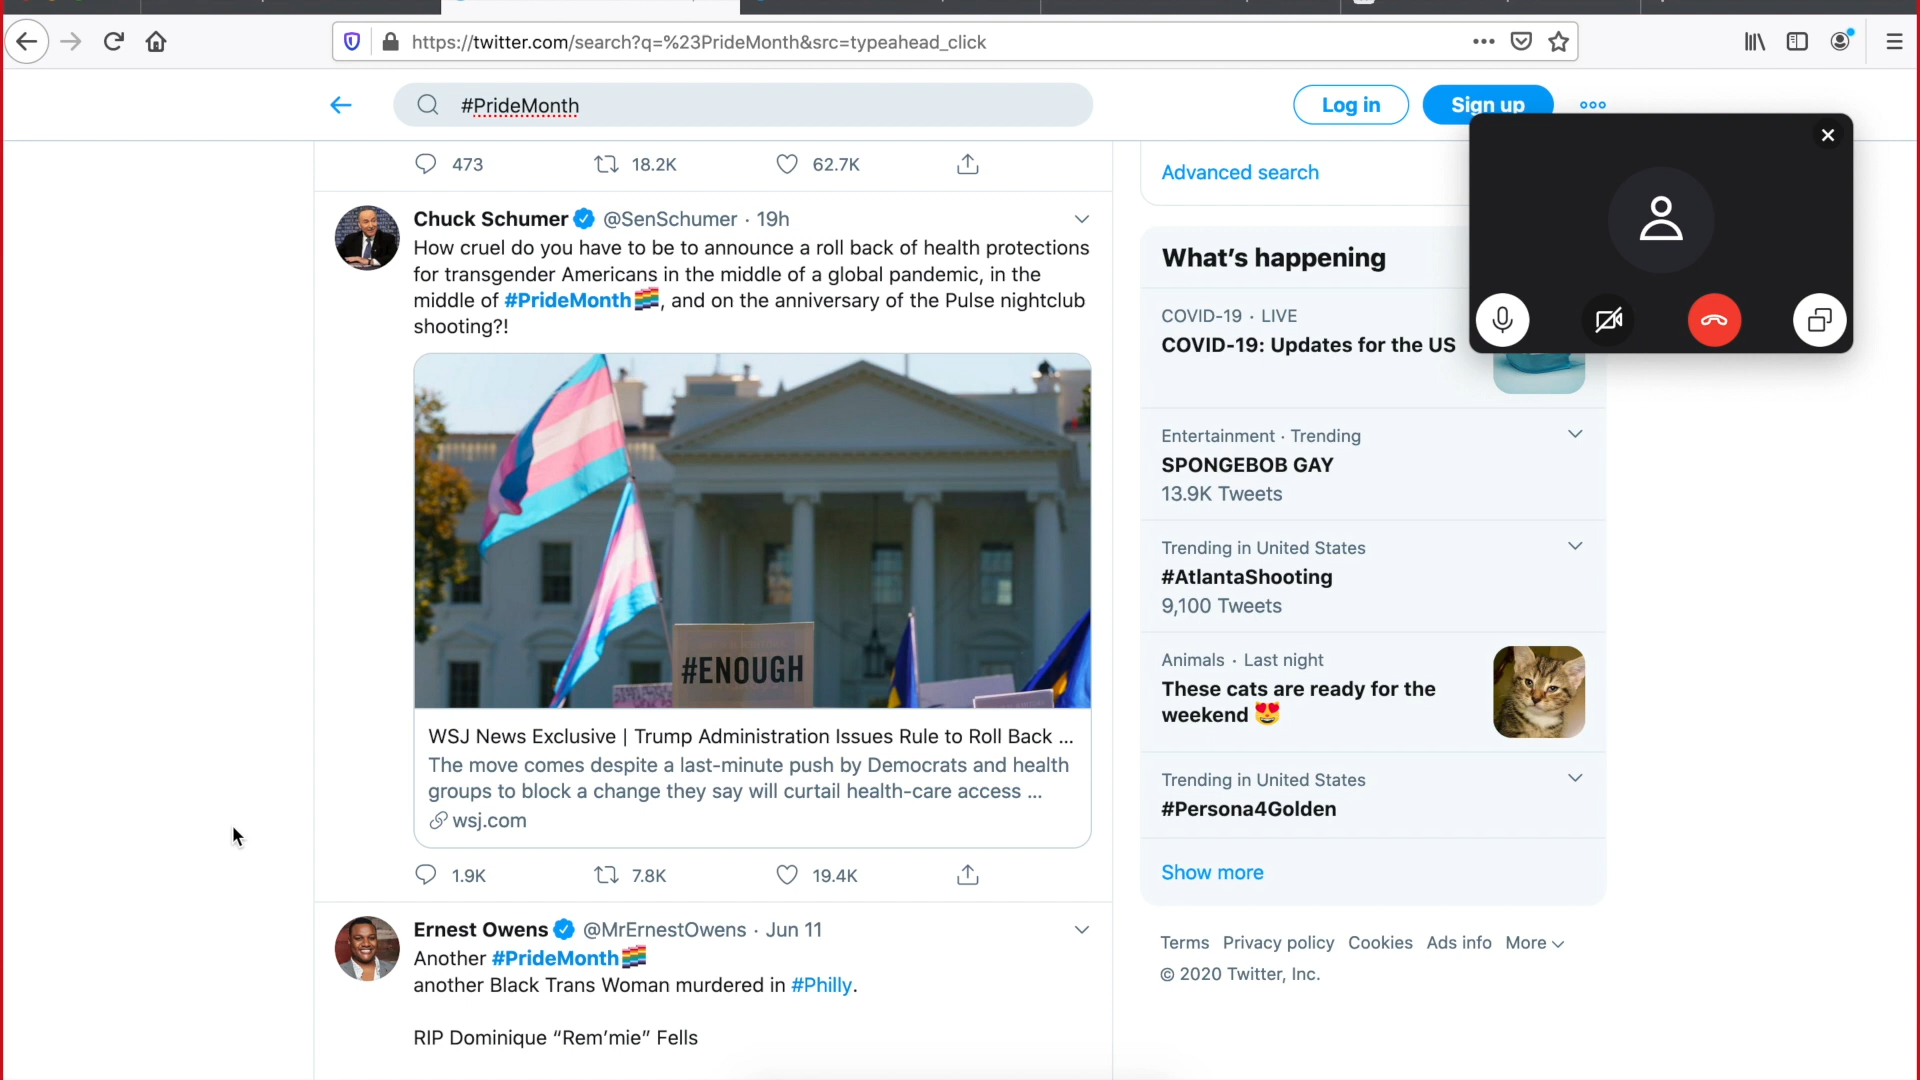 https://twitter.com/search?q=%23PrideMonth&src=typeahead_click
#PrideMonth
Log in
Sign up
473
18.2K
62.7K
Chuck Schumer @SenSchumer · 19h
How cruel do you have to be to announce a roll back of health protections
for transgender Americans in the middle of a global pandemic, in the
middle of #PrideMonth, and on the anniversary of the Pulse nightclub
shooting?!
#ENOUGH
WSJ News Exclusive | Trump Administration Issues Rule to Roll Back ...
The move comes despite a last-minute push by Democrats and health
groups to block a change they say will curtail health-care access ...
wsj.com
1.9K
7.8K
19.4K
Ernest Owens @MrErnestOwens · Jun 11
Another #PrideMonth
another Black Trans Woman murdered in #Philly.
RIP Dominique “Rem’mie” Fells
Advanced search
What’s happening
COVID-19 · LIVE
COVID-19: Updates for the US
Entertainment · Trending
SPONGEBOB GAY
13.9K Tweets
Trending in United States
#AtlantaShooting
9,100 Tweets
Animals · Last night
These cats are ready for the
weekend
Trending in United States
#Persona4Golden
Show more
Terms Privacy policy Cookies Ads info More
© 2020 Twitter, Inc.